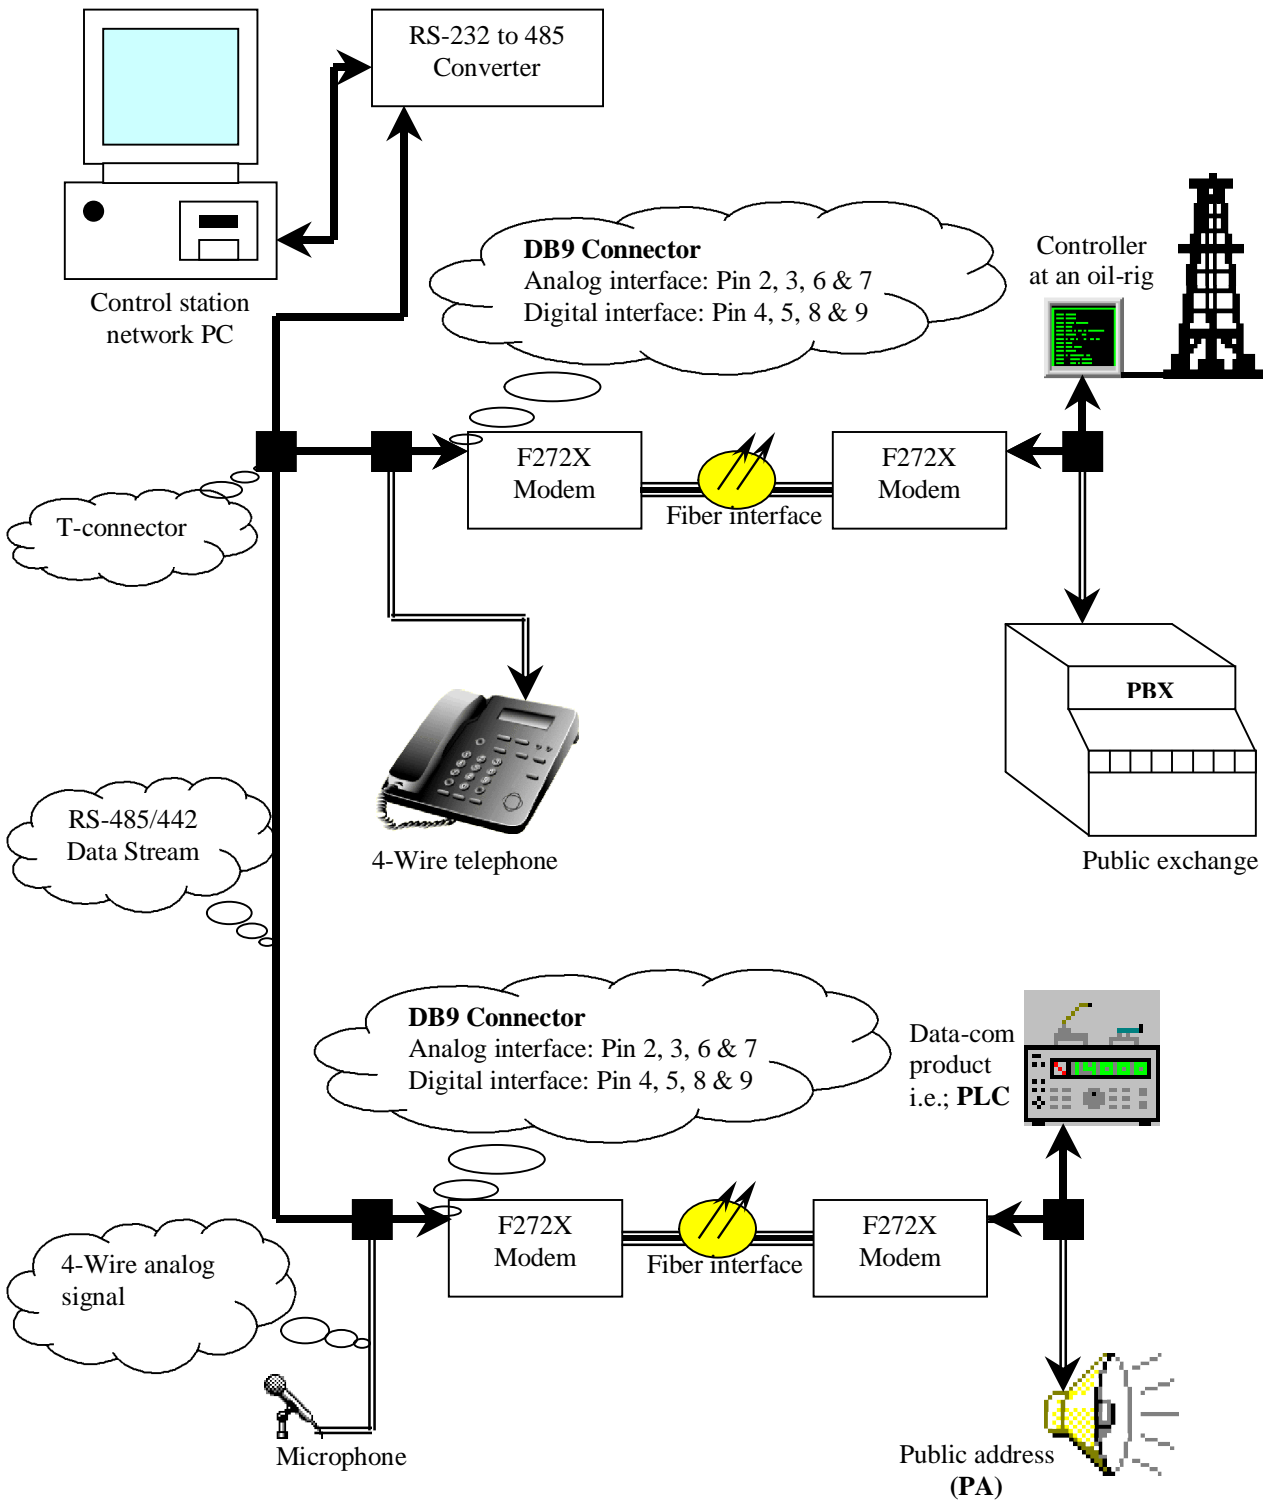 RS-232 to 485
Converter
Control station
network PC
DB9 Connector
Analog interface: Pin 2, 3, 6 & 7
Digital interface: Pin 4, 5, 8 & 9
Controller
at an oil-rig
F272X
Modem
Fiber interface
F272X
Modem
T-connector
PBX
RS-485/442
Data Stream
4-Wire telephone
Public exchange
DB9 Connector
Analog interface: Pin 2, 3, 6 & 7
Digital interface: Pin 4, 5, 8 & 9
Data-com
product
i.e.; PLC
F272X
Modem
Fiber interface
F272X
Modem
4-Wire analog
signal
Microphone
Public address
(PA)